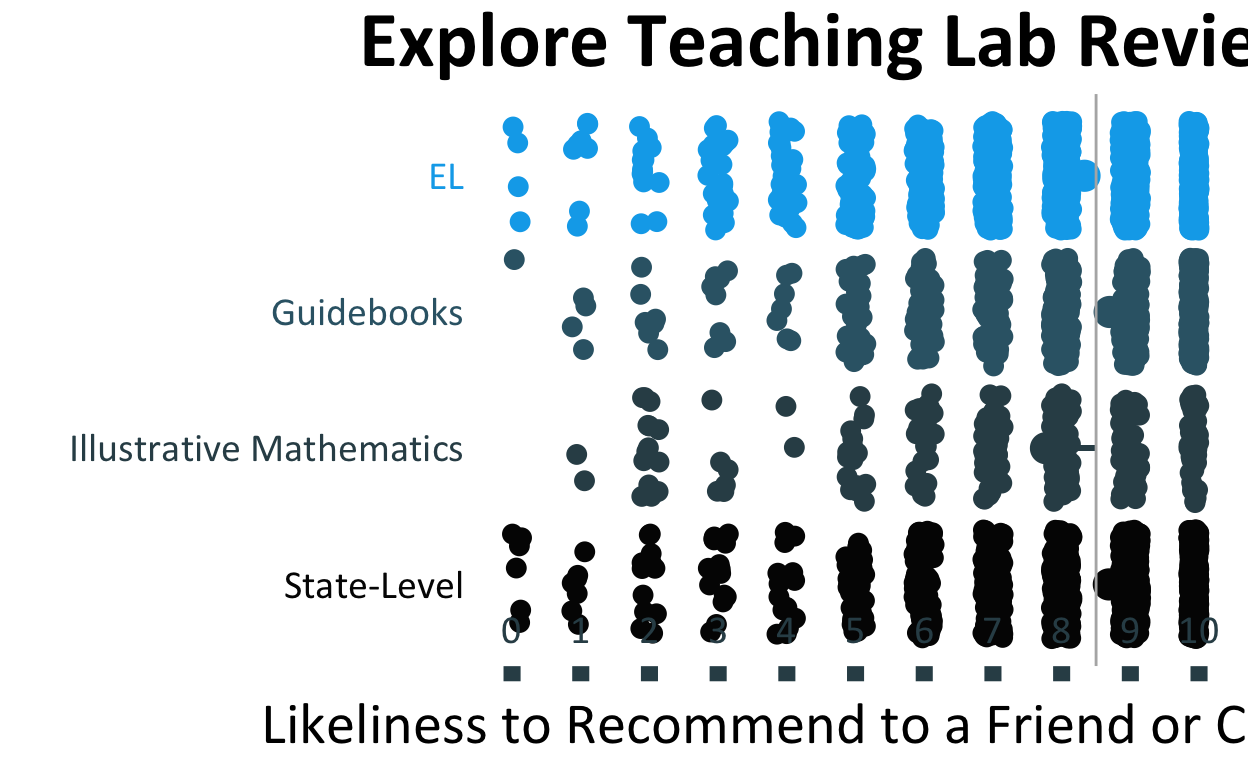 Explore Teaching Lab Revie
EL
Guidebooks
Illustrative Mathematics
State-Level
0 1 2 3 4 5 6 7 8 9 10
Likeliness to Recommend to a Friend or C